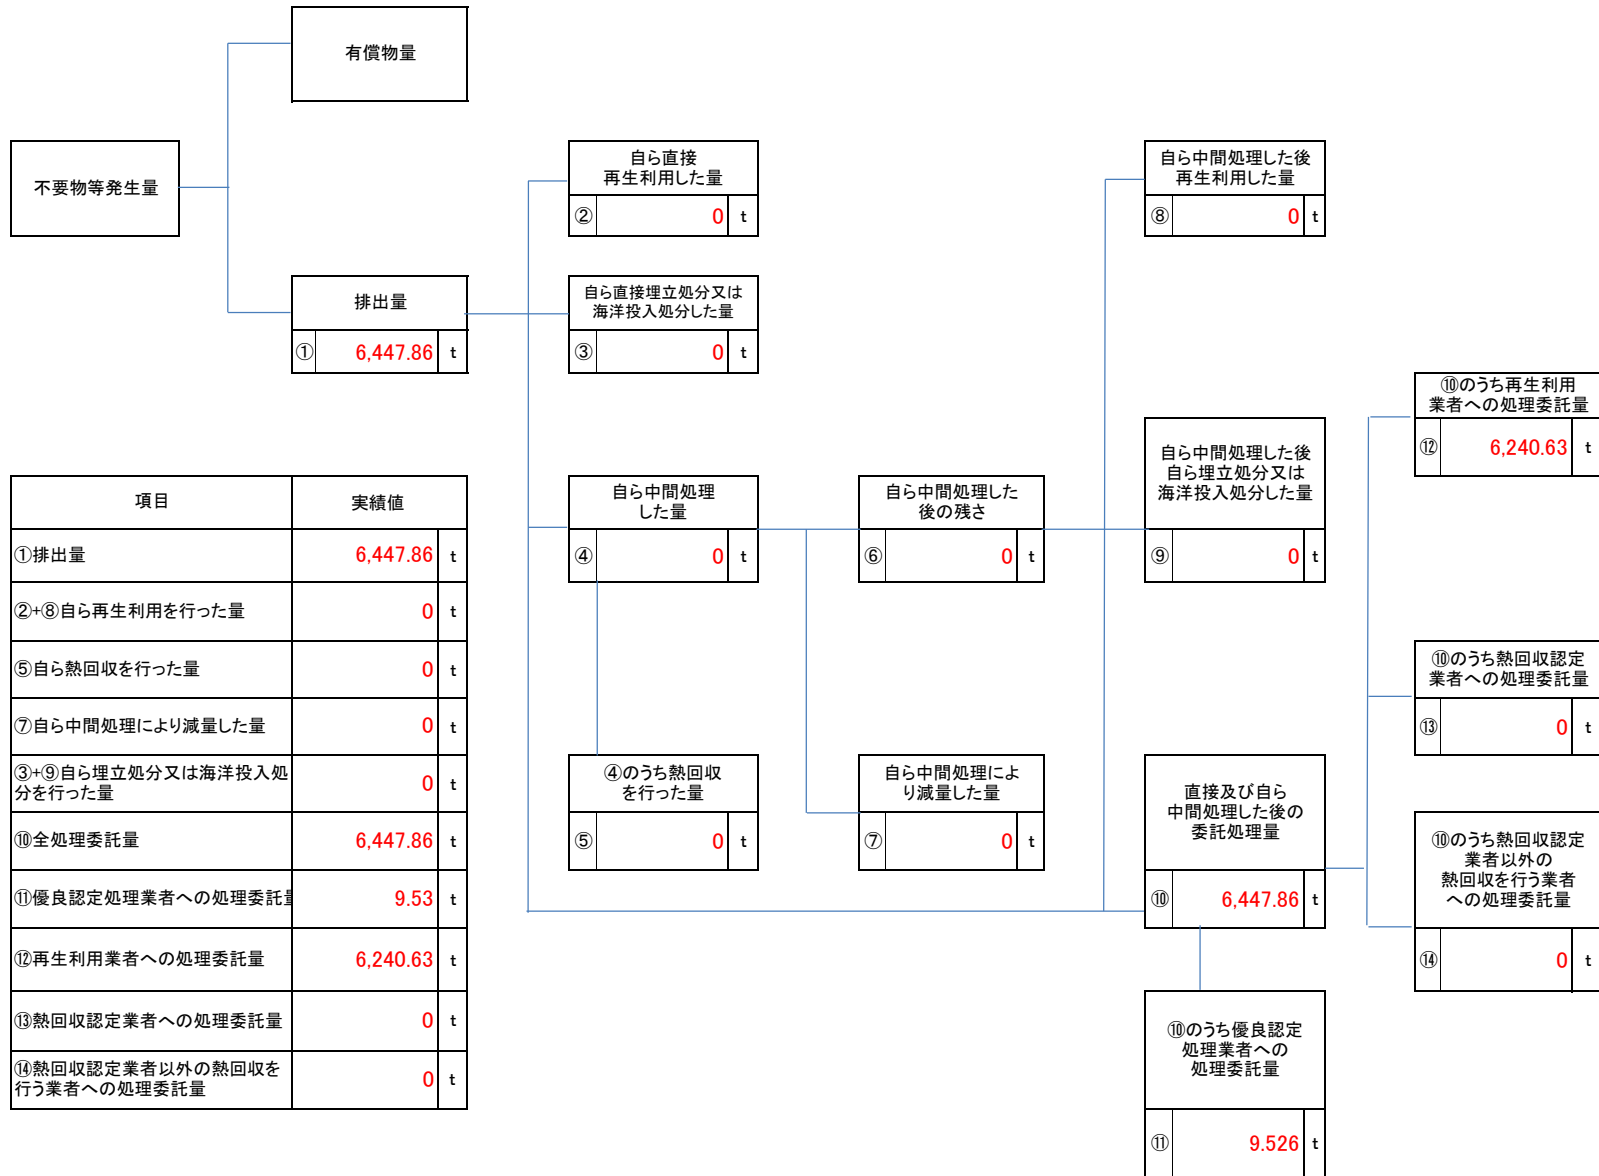 有償物量
不要物等発生量
自ら直接
再生利用した量
② 0 t
自ら中間処理した後
再生利用した量
⑧ 0 t
排出量
① 6,447.86 t
自ら直接埋立処分又は
海洋投入処分した量
③ 0 t
⑩のうち再生利用
業者への処理委託量
⑫ 6,240.63 t
自ら中間処理した後
自ら埋立処分又は
海洋投入処分した量
⑨ 0 t
自ら中間処理
した量
④ 0 t
自ら中間処理した
後の残さ
⑥ 0 t
項目 実績値
①排出量 6,447.86 t
②+⑧自ら再生利用を行った量 0 t
⑤自ら熱回収を行った量 0 t
⑦自ら中間処理により減量した量 0 t
③+⑨自ら埋立処分又は海洋投入処
分を行った量 0 t
⑩全処理委託量 6,447.86 t
⑪優良認定処理業者への処理委託 9.53 t
⑫再生利用業者への処理委託量 6,240.63 t
⑬熱回収認定業者への処理委託量 0 t
⑭熱回収認定業者以外の熱回収を
行う業者への処理委託量 0 t
⑩のうち熱回収認定
業者への処理委託量
⑬ 0 t
④のうち熱回収
を行った量
⑤ 0 t
自ら中間処理によ
り減量した量
⑦ 0 t
直接及び自ら
中間処理した後の
委託処理量
⑩ 6,447.86 t
⑩のうち熱回収認定
業者以外の
熱回収を行う業者
への処理委託量
⑭ 0 t
⑩のうち優良認定
処理業者への
処理委託量
⑪ 9.526 t